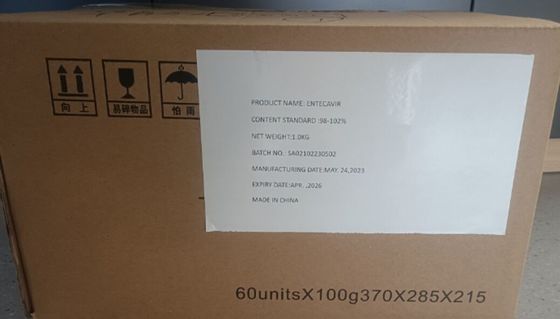 向上
易碎物品
怕雨
PRODUCT NAME: ENTECAVIR
CONTENT STANDARD :98-102%
NET WEIGHT:1.0KG
BATCH NO.: SA02102230502
MANUFACTURING DATE:MAY. 24,2023
EXPIRY DATE:APR. ,2026
MADE IN CHINA
60unitsX100g370X285X215